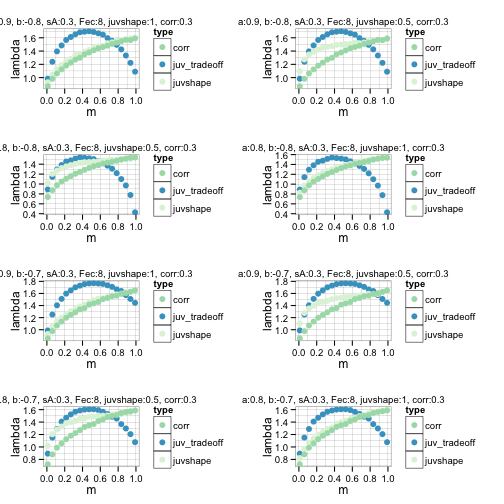 0.9, b:-0.8, sA:0.3, Fec:8, juvshape:1, corr:0.3
lambda
1.6
1.4
1.2
1.0
0.0 0.2 0.4 0.6 0.8 1.0
m
type
corr
juv_tradeoff
juvshape
a:0.9, b:-0.8, sA:0.3, Fec:8, juvshape:0.5, corr:0.3
lambda
1.6
1.4
1.2
1.0
0.0 0.2 0.4 0.6 0.8 1.0
m
type
corr
juv_tradeoff
juvshape
.8, b:-0.8, sA:0.3, Fec:8, juvshape:0.5, corr:0.3
lambda
1.4
1.2
1.0
0.8
0.6
0.4
0.0 0.2 0.4 0.6 0.8 1.0
m
type
corr
juv_tradeoff
juvshape
a:0.8, b:-0.8, sA:0.3, Fec:8, juvshape:1, corr:0.3
lambda
1.6
1.4
1.2
1.0
0.8
0.6
0.4
0.0 0.2 0.4 0.6 0.8 1.0
m
type
corr
juv_tradeoff
juvshape
0.9, b:-0.7, sA:0.3, Fec:8, juvshape:1, corr:0.3
lambda
1.8
1.6
1.4
1.2
1.0
0.0 0.2 0.4 0.6 0.8 1.0
m
type
corr
juv_tradeoff
juvshape
a:0.9, b:-0.7, sA:0.3, Fec:8, juvshape:0.5, corr:0.3
lambda
1.8
1.6
1.4
1.2
1.0
0.0 0.2 0.4 0.6 0.8 1.0
m
type
corr
juv_tradeoff
juvshape
.8, b:-0.7, sA:0.3, Fec:8, juvshape:0.5, corr:0.3
lambda
1.6
1.4
1.2
1.0
0.8
0.0 0.2 0.4 0.6 0.8 1.0
m
type
corr
juv_tradeoff
juvshape
a:0.8, b:-0.7, sA:0.3, Fec:8, juvshape:1, corr:0.3
lambda
1.6
1.4
1.2
1.0
0.8
0.0 0.2 0.4 0.6 0.8 1.0
m
type
corr
juv_tradeoff
juvshape